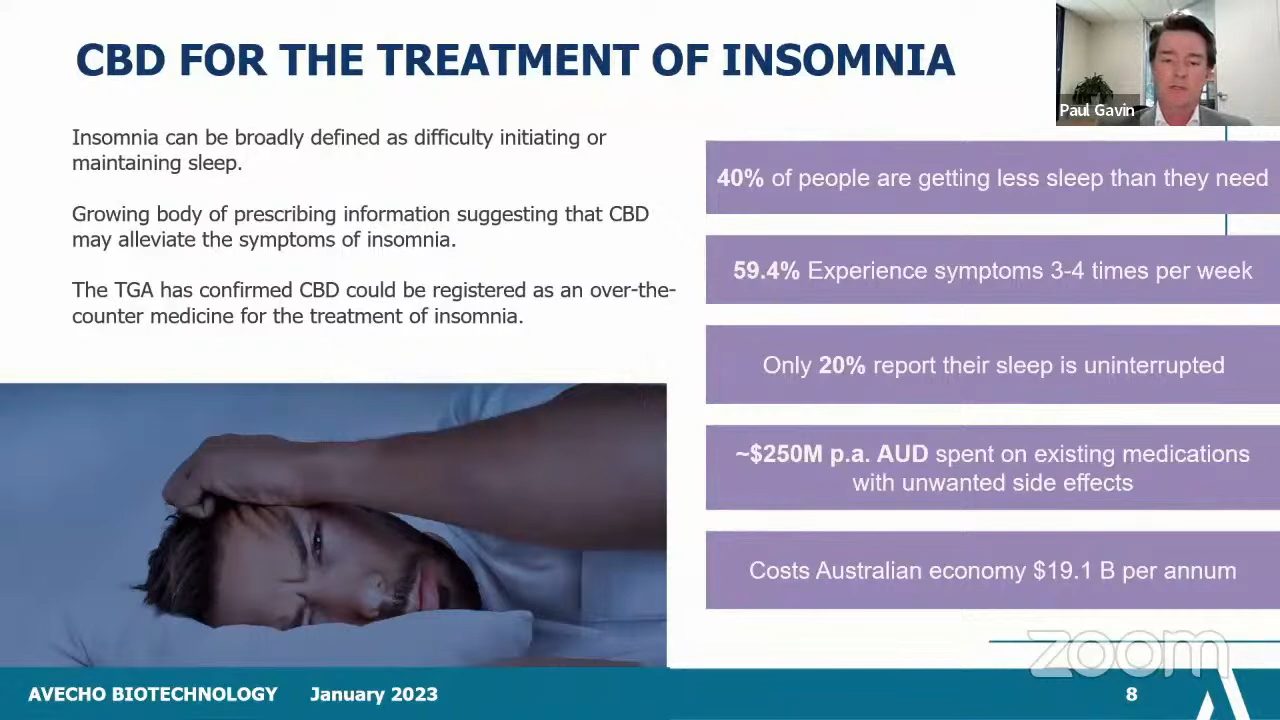 CBD FOR THE TREATMENT OF INSOMNIA
Paul Gavin
Insomnia can be broadly defined as difficulty initiating or
maintaining sleep.
Growing body of prescribing information suggesting that CBD
may alleviate the symptoms of insomnia.
The TGA has confirmed CBD could be registered as an over-the-
counter medicine for the treatment of insomnia.
40% of people are getting less sleep than they need
59.4% Experience symptoms 3-4 times per week
Only 20% report their sleep is uninterrupted
~$250M p.a. AUD spent on existing medications
with unwanted side effects
Costs Australian economy $19.1 B per annum
zoom
AVECHO BIOTECHNOLOGY January 2023
8